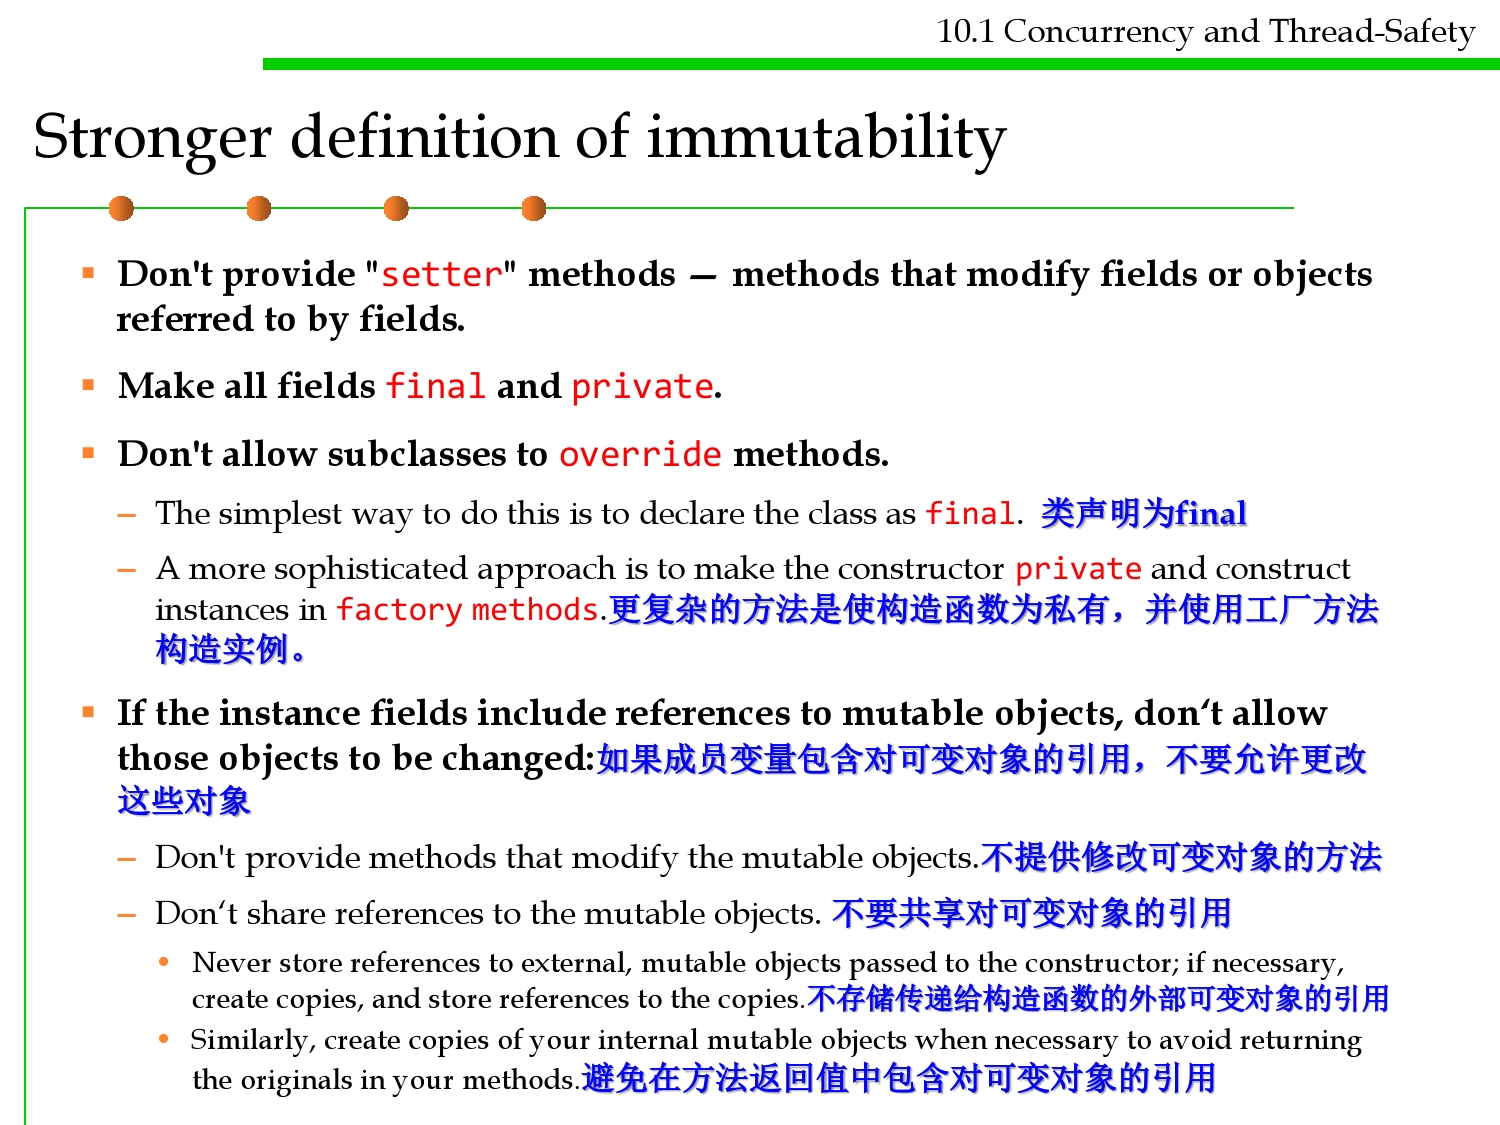 10.1 Concurrency and Thread-Safety
Stronger definition of immutability
▪ Don't provide "setter" methods — methods that modify fields or objects
referred to by fields.
▪ Make all fields final and private.
▪ Don't allow subclasses to override methods.
– The simplest way to do this is to declare the class as final. 类声明为final
– A more sophisticated approach is to make the constructor private and construct
instances in factory methods.更复杂的方法是使构造函数为私有，并使用工厂方法
构造实例。
▪ If the instance fields include references to mutable objects, don‘t allow
those objects to be changed:如果成员变量包含对可变对象的引用，不要允许更改
这些对象
– Don't provide methods that modify the mutable objects.不提供修改可变对象的方法
– Don‘t share references to the mutable objects. 不要共享对可变对象的引用
• Never store references to external, mutable objects passed to the constructor; if necessary,
create copies, and store references to the copies.不存储传递给构造函数的外部可变对象的引用
• Similarly, create copies of your internal mutable objects when necessary to avoid returning
the originals in your methods.避免在方法返回值中包含对可变对象的引用